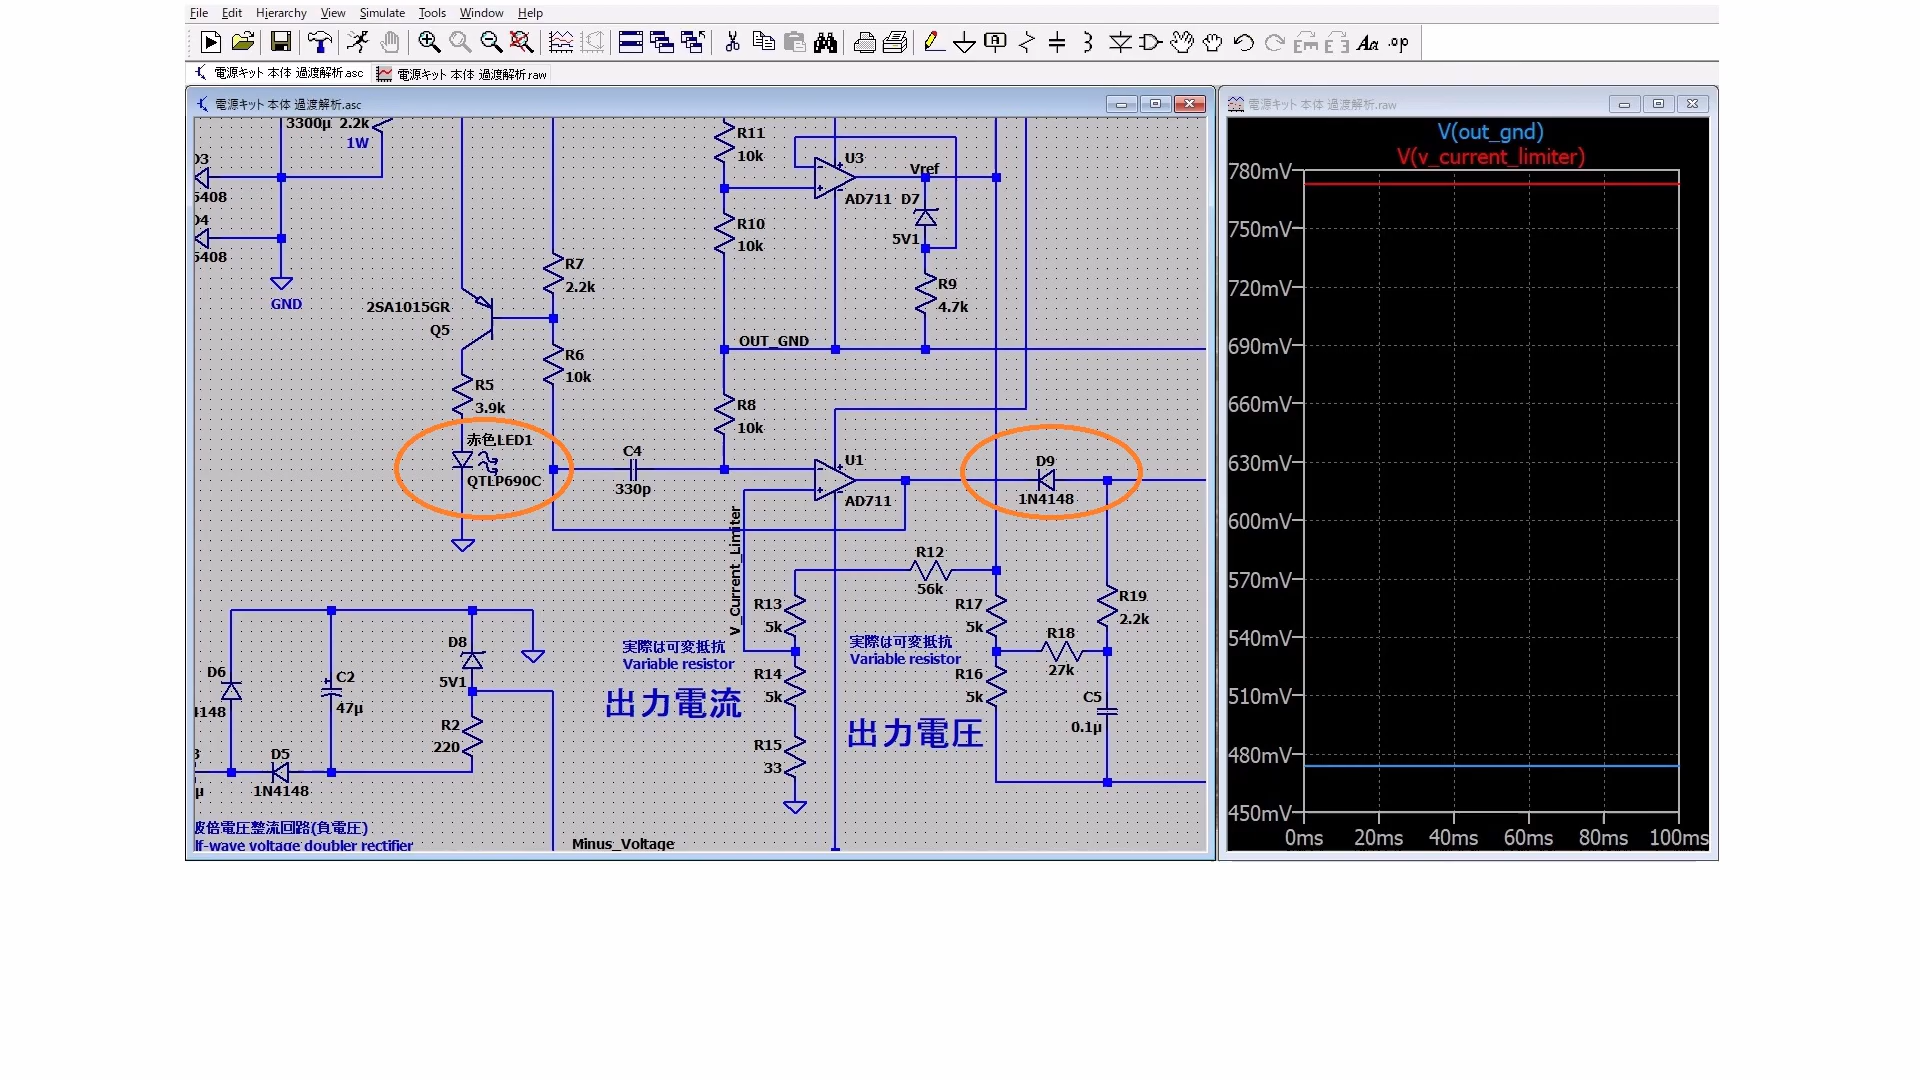 File Edit Hierarchy View Simulate Tools Window Help
電源キット 本体 過渡解析.asc 電源キット 本体 過渡解析.raw
電源キット 本体 過渡解析.asc
3300µ 2.2k
1W
D3
5408
D4
5408
GND
2SA1015GR
Q5
R7
2.2k
R6
10k
R5
3.9k
赤色LED1
QTLP690C
C4
330p
R11
10k
R10
10k
U3
AD711
Vref
D7
5V1
R9
4.7k
OUT_GND
R8
10k
U1
AD711
D9
1N4148
V_Current_Limiter
R12
56k
R13
5k
R14
5k
R15
33
実際は可変抵抗
Variable resistor
出力電流
R17
5k
R16
5k
実際は可変抵抗
Variable resistor
出力電圧
R18
27k
R19
2.2k
C5
0.1µ
D6
4148
C2
47µ
D8
5V1
R2
220
D5
1N4148
波倍電圧整流回路(負電圧)
lf-wave voltage doubler rectifier
Minus_Voltage
電源キット 本体 過渡解析.raw
V(out_gnd)
V(v_current_limiter)
780mV
750mV
720mV
690mV
660mV
630mV
600mV
570mV
540mV
510mV
480mV
450mV
0ms 20ms 40ms 60ms 80ms 100ms